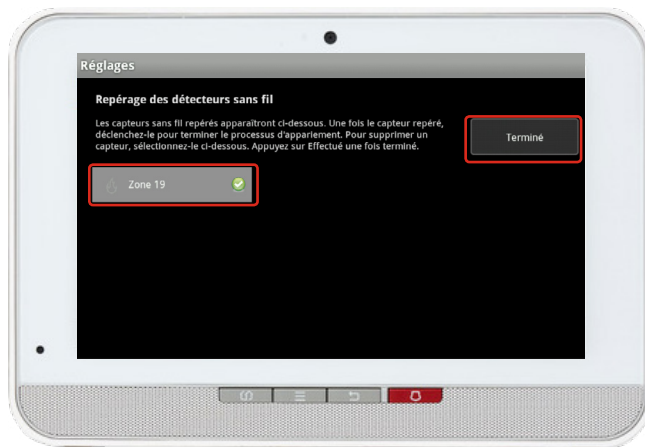 Réglages
Repérage des détecteurs sans fil
Les capteurs sans fil repérés apparaîtront ci-dessous. Une fois le capteur repéré,
déclenchez-le pour terminer le processus d'appariement. Pour supprimer un
capteur, sélectionnez-le ci-dessous. Appuyez sur Effectué une fois terminé.
Terminé
Zone 19